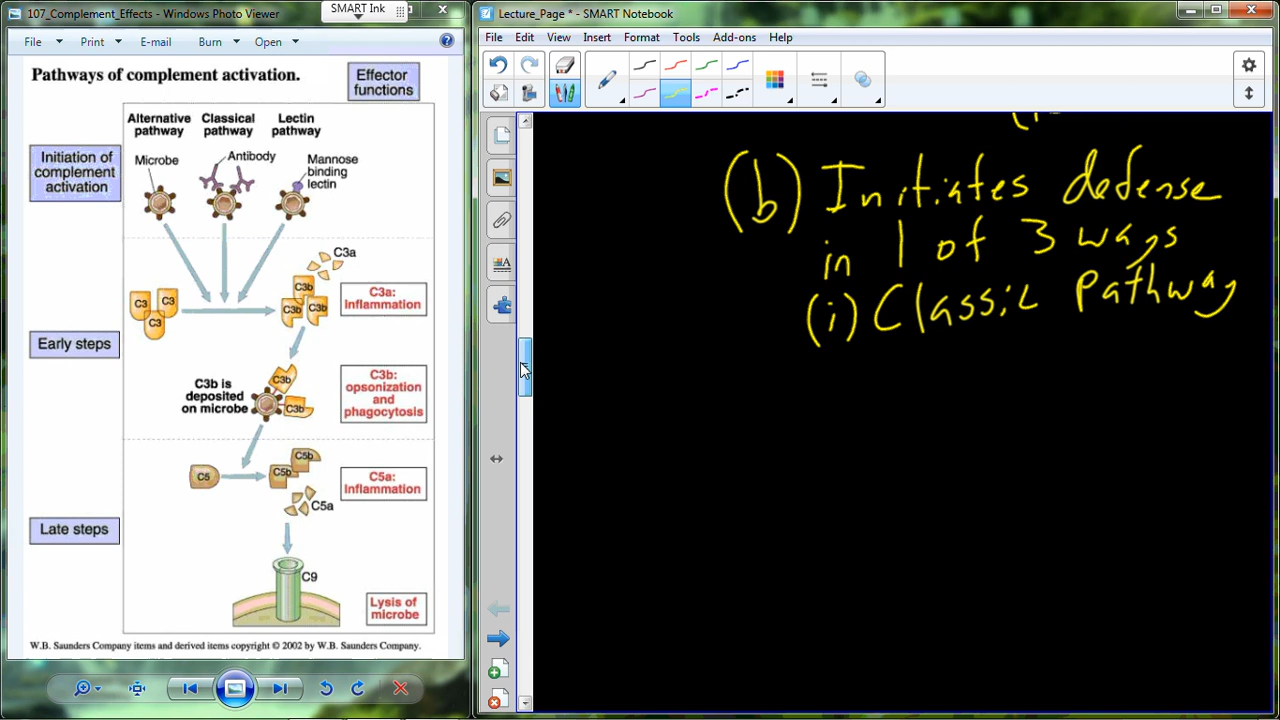 107_Complement_Effects - Windows Photo Viewer
SMART Ink
File Print E-mail Burn Open
Pathways of complement activation.
Effector
functions
Alternative
pathway
Classical
pathway
Lectin
pathway
Initiation of
complement
activation
Microbe
Antibody
Mannose
binding
lectin
C3a
C3 C3
C3
C3b
C3b C3b
C3a:
Inflammation
Early steps
C3b is
deposited
on microbe
C3b
C3b
C3b:
opsonization
and
phagocytosis
C5
C5b
C5b
C5a
C5a:
Inflammation
Late steps
C9
Lysis of
microbe
W.B. Saunders Company items and derived items copyright © 2002 by W.B. Saunders Company.
Lecture_Page * - SMART Notebook
File Edit View Insert Format Tools Add-ons Help
(b) Initiates defense
in 1 of 3 ways
(i) Classic Pathway